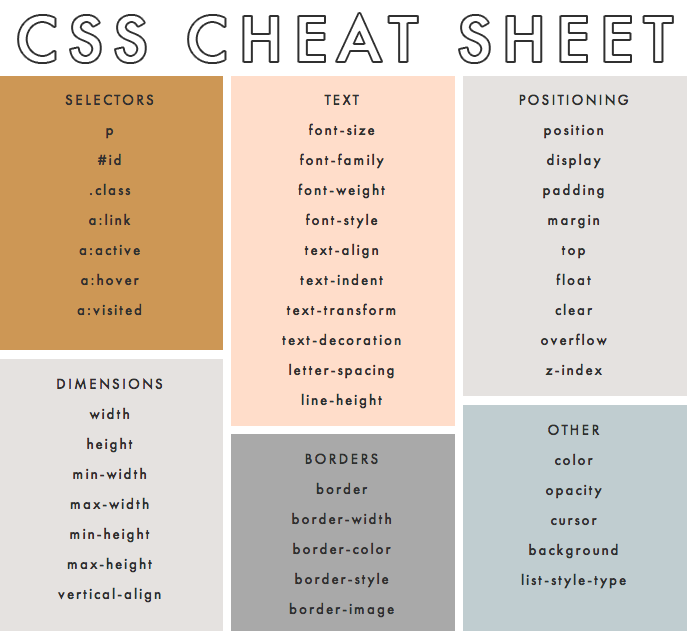 CSS CHEAT SHEET
SELECTORS
p
#id
.class
a:link
a:active
a:hover
a:visited
DIMENSIONS
width
height
min-width
max-width
min-height
max-height
vertical-align
TEXT
font-size
font-family
font-weight
font-style
text-align
text-indent
text-transform
text-decoration
letter-spacing
line-height
BORDERS
border
border-width
border-color
border-style
border-image
POSITIONING
position
display
padding
margin
top
float
clear
overflow
z-index
OTHER
color
opacity
cursor
background
list-style-type